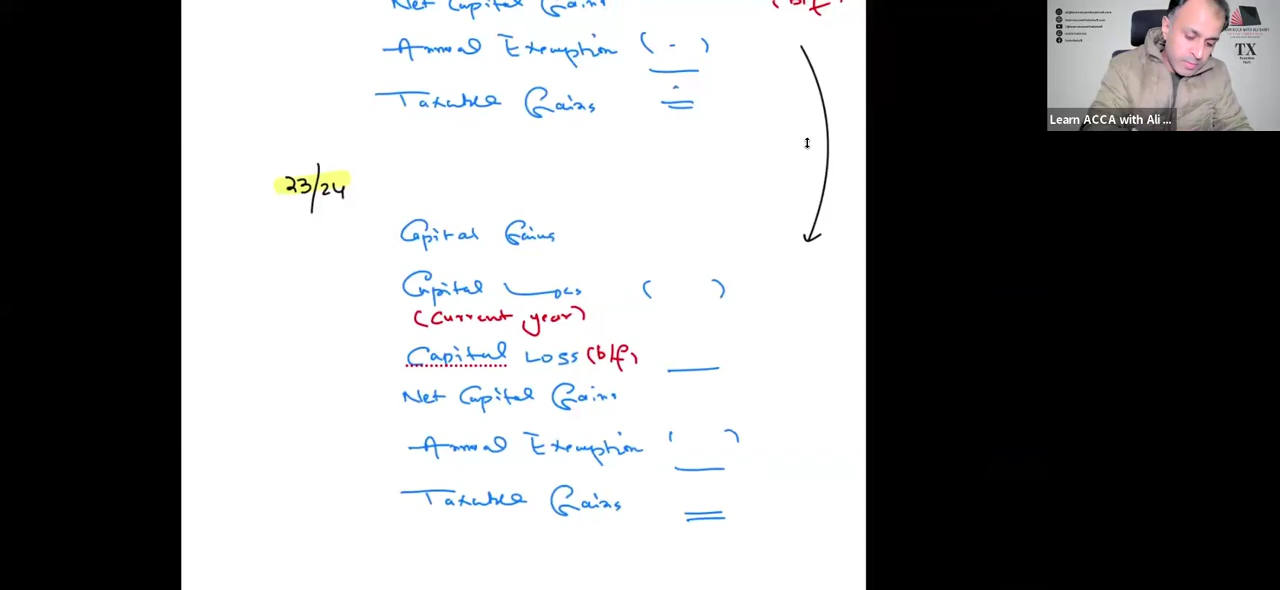 Net Capital Gains
(b/f)
Annual Exemption ( - )
Taxable Gains
23/24
Capital Gains
Capital Loss ( )
(Current year)
Capital Loss (b/f)
Net Capital Gains
Annual Exemption ( )
Taxable Gains
TX
Learn ACCA with Ali ...